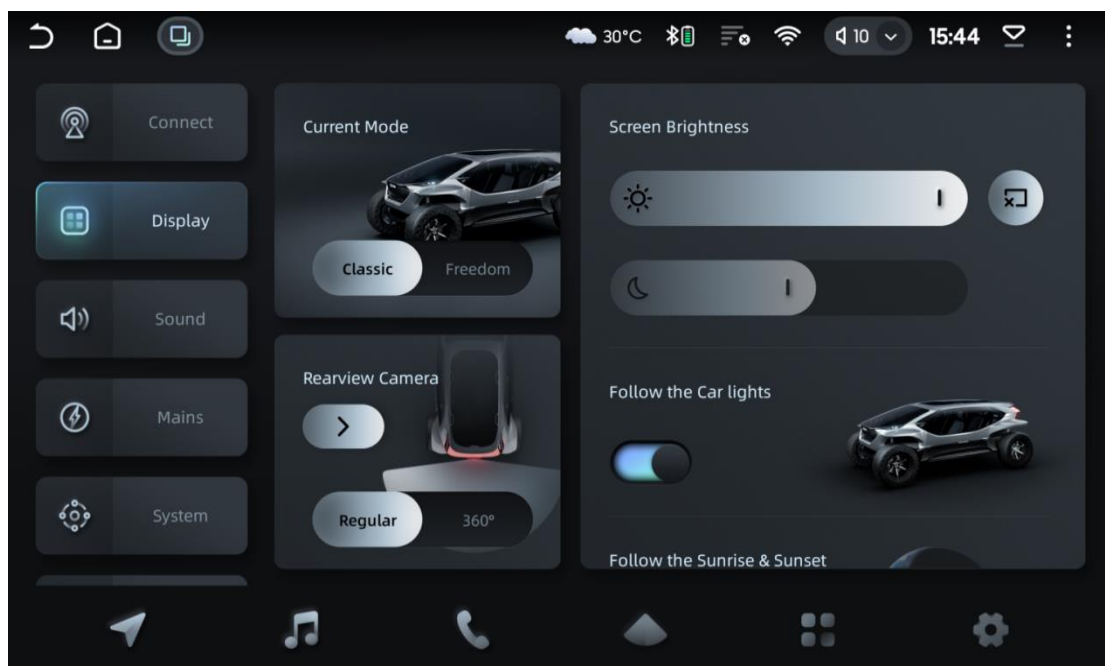 30°C
10
15:44
Connect
Display
Sound
Mains
System
Current Mode
Classic Freedom
Rearview Camera
Regular 360°
Screen Brightness
Follow the Car lights
Follow the Sunrise & Sunset